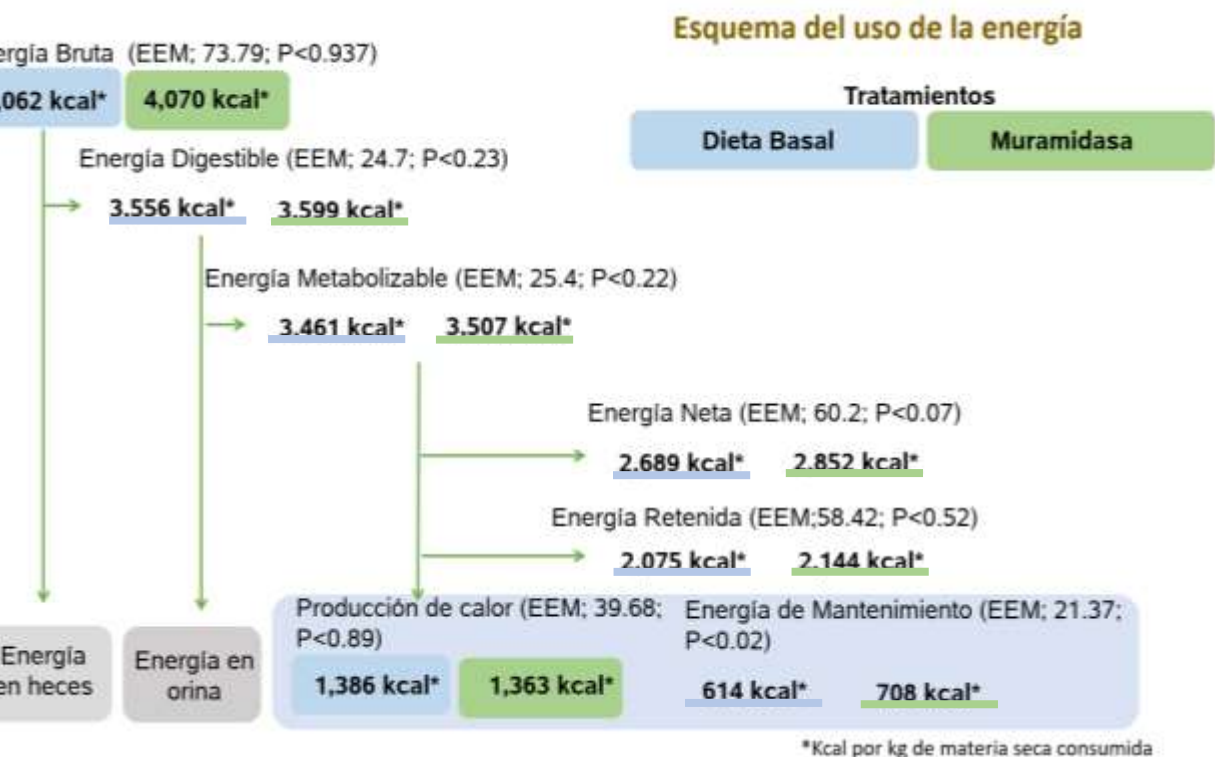 Esquema del uso de la energía
ergía Bruta (EEM; 73.79; P<0.937)
,062 kcal* 4,070 kcal*
Tratamientos
Dieta Basal Muramidasa
Energía Digestible (EEM; 24.7; P<0.23)
3.556 kcal* 3.599 kcal*
Energía Metabolizable (EEM; 25.4; P<0.22)
3.461 kcal* 3.507 kcal*
Energía Neta (EEM; 60.2; P<0.07)
2.689 kcal* 2.852 kcal*
Energía Retenida (EEM;58.42; P<0.52)
2.075 kcal* 2.144 kcal*
Producción de calor (EEM; 39.68;
P<0.89)
1,386 kcal* 1,363 kcal*
Energía de Mantenimiento (EEM; 21.37;
P<0.02)
614 kcal* 708 kcal*
Energía
en heces
Energía en
orina
*Kcal por kg de materia seca consumida